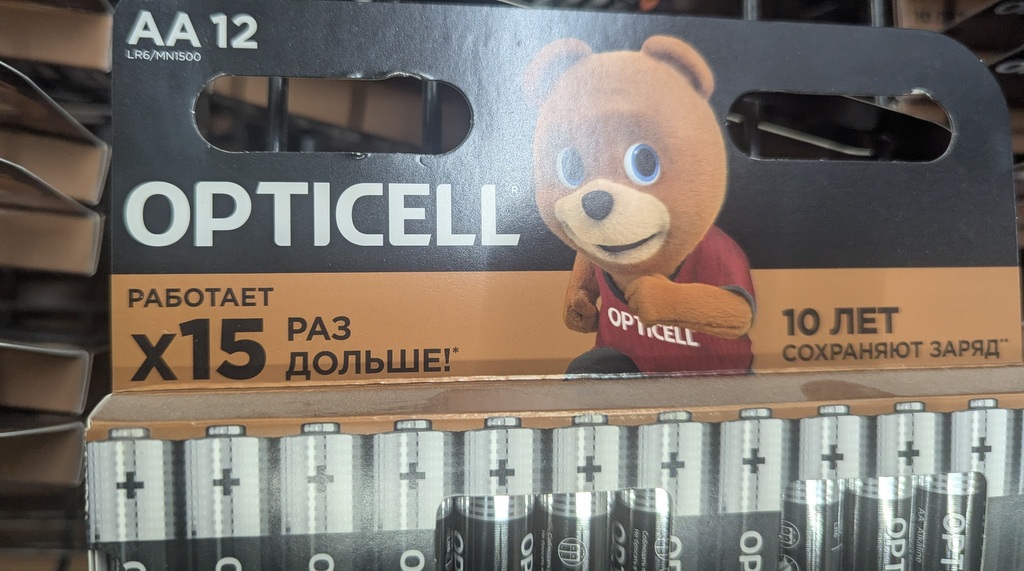 AA 12
LR6/MN1500
OPTICELL®
РАБОТАЕТ
x15 РАЗ
ДОЛЬШЕ!*
OPTICELL
10 ЛЕТ
СОХРАНЯЮТ ЗАРЯД**